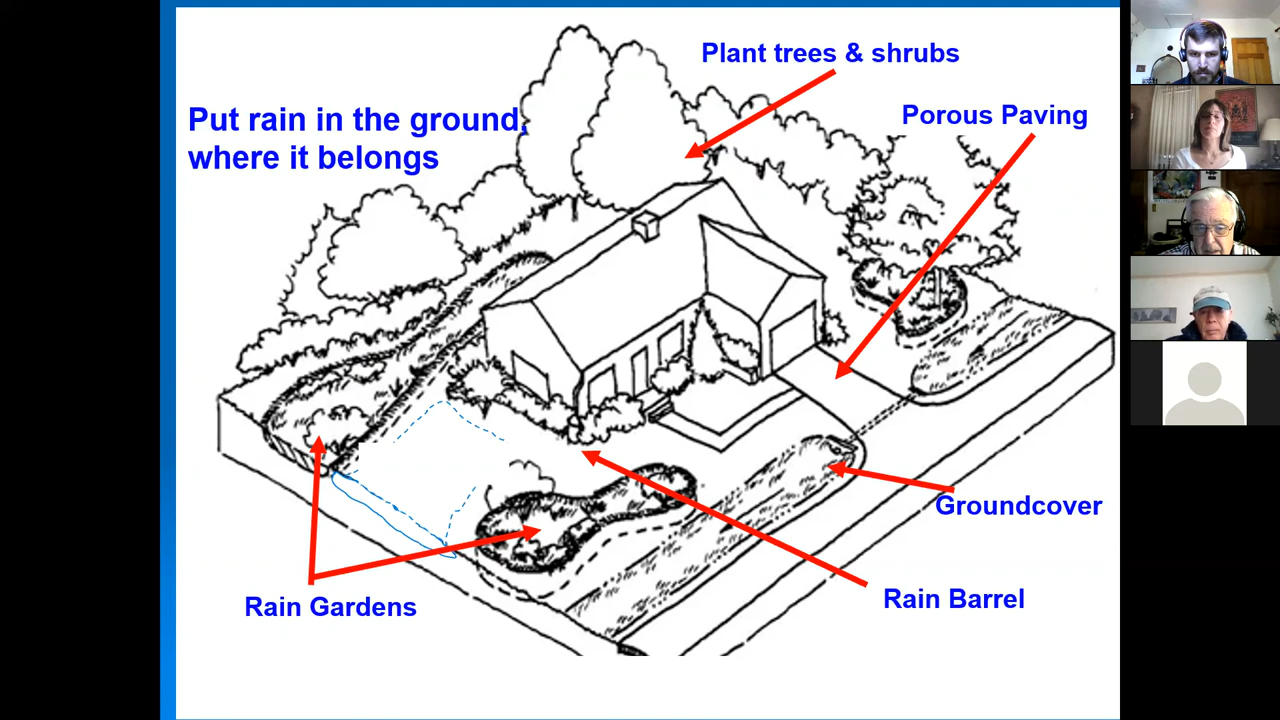 Plant trees & shrubs
Porous Paving
Put rain in the ground,
where it belongs
Groundcover
Rain Barrel
Rain Gardens